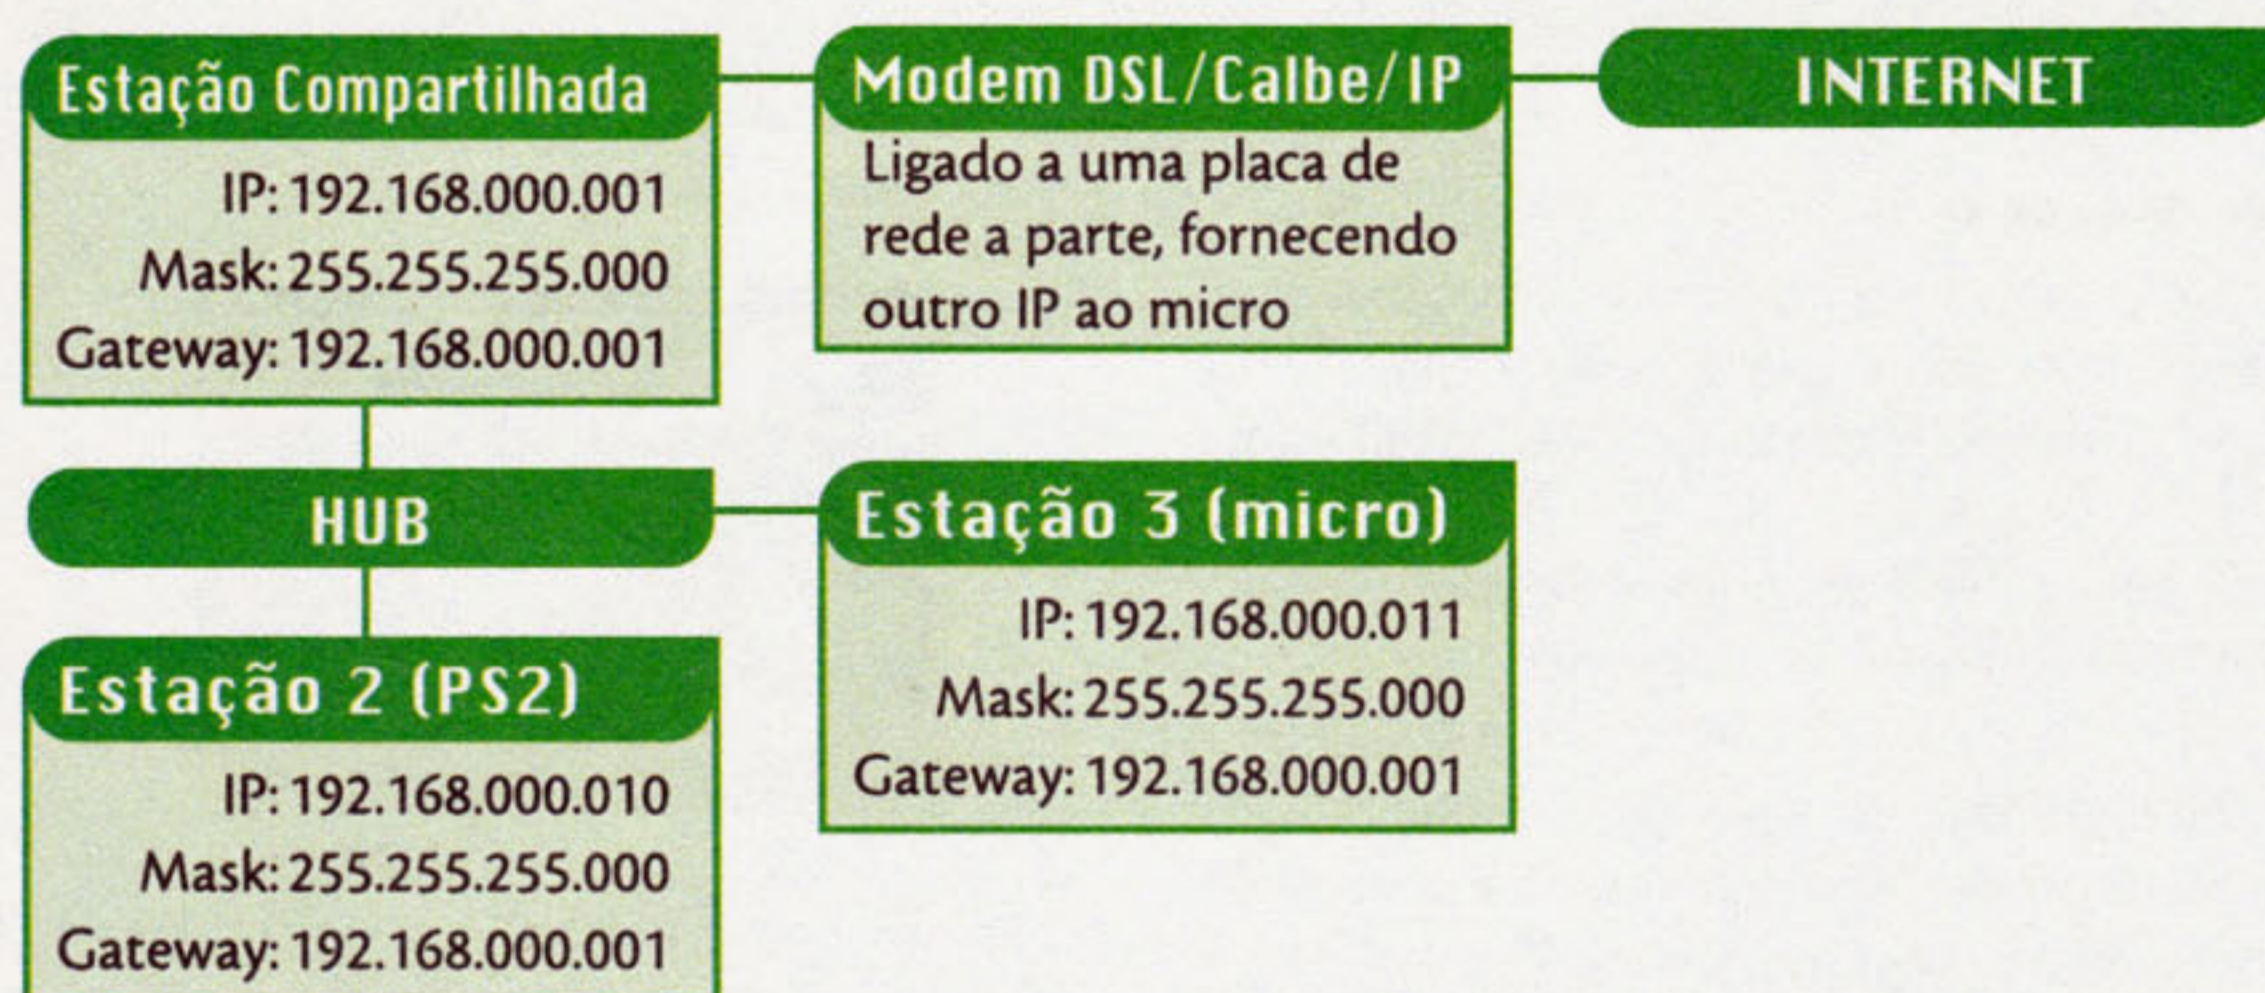 Estação Compartilhada
IP: 192.168.000.001
Mask: 255.255.255.000
Gateway: 192.168.000.001
Modem DSL/Calbe/IP
Ligado a uma placa de
rede a parte, fornecendo
outro IP ao micro
INTERNET
HUB
Estação 3 (micro)
IP: 192.168.000.011
Mask: 255.255.255.000
Gateway: 192.168.000.001
Estação 2 (PS2)
IP: 192.168.000.010
Mask: 255.255.255.000
Gateway: 192.168.000.001